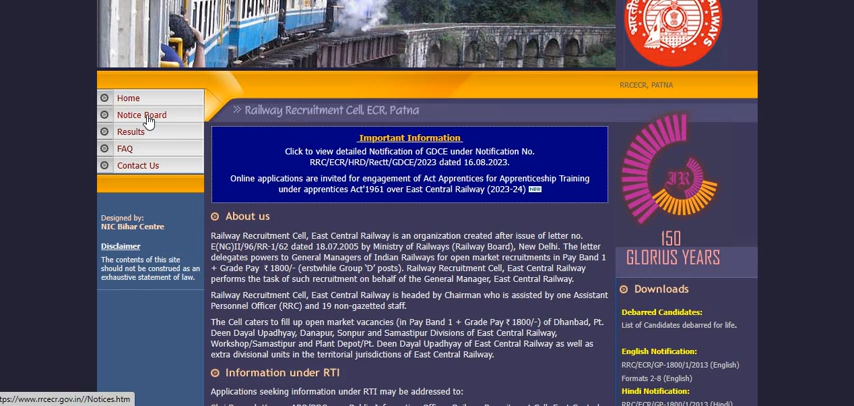 RRCECR, PATNA
Home
Notice Board
Results
FAQ
Contact Us
Designed by:
NIC Bihar Centre
Disclaimer
The contents of this site
should not be construed as an
exhaustive statement of law.
Railway Recruitment Cell, ECR, Patna
Important Information
Click to view detailed Notification of GDCE under Notification No.
RRC/ECR/HRD/Rectt/GDCE/2023 dated 16.08.2023.
Online applications are invited for engagement of Act Apprentices for Apprenticeship Training
under apprentices Act'1961 over East Central Railway (2023-24)
About us
Railway Recruitment Cell, East Central Railway is an organization created after issue of letter no.
E(NG)II/96/RR-1/62 dated 18.07.2005 by Ministry of Railways (Railway Board), New Delhi. The letter
delegates powers to General Managers of Indian Railways for open market recruitments in Pay Band 1
+ Grade Pay ₹ 1800/- (erstwhile Group 'D' posts). Railway Recruitment Cell, East Central Railway
performs the task of such recruitment on behalf of the General Manager, East Central Railway.
Railway Recruitment Cell, East Central Railway is headed by Chairman who is assisted by one Assistant
Personnel Officer (RRC) and 19 non-gazetted staff.
The Cell caters to fill up open market vacancies (in Pay Band 1 + Grade Pay ₹ 1800/-) of Dhanbad, Pt.
Deen Dayal Upadhyay, Danapur, Sonpur and Samastipur Divisions of East Central Railway,
Workshop/Samastipur and Plant Depot/Pt. Deen Dayal Upadhyay of East Central Railway as well as
extra divisional units in the territorial jurisdictions of East Central Railway.
Information under RTI
Applications seeking information under RTI may be addressed to:
150
GLORIUS YEARS
Downloads
Debarred Candidates:
List of Candidates debarred for life.
English Notification:
RRC/ECR/GP-1800/1/2013 (English)
Formats 2-8 (English)
Hindi Notification:
RRC/ECR/GP-1800/1/2013 (Hindi)
ttps://www.rrcecr.gov.in//Notices.htm